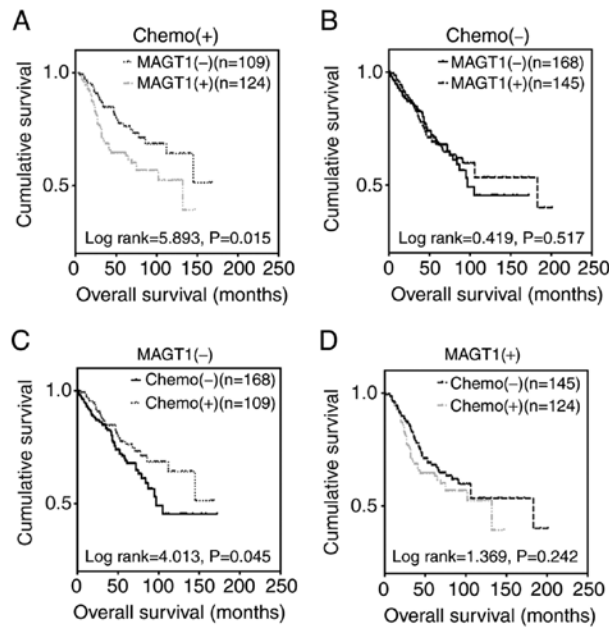 A
Chemo(+)
MAGT1(−)(n=109)
MAGT1(+)(n=124)
1.0
0.5
Cumulative survival
Log rank=5.893, P=0.015
0 50 100 150 200 250
Overall survival (months)
B
Chemo(−)
MAGT1(−)(n=168)
MAGT1(+)(n=145)
1.0
0.5
Cumulative survival
Log rank=0.419, P=0.517
0 50 100 150 200 250
Overall survival (months)
C
MAGT1(−)
Chemo(−)(n=168)
Chemo(+)(n=109)
1.0
0.5
Cumulative survival
Log rank=4.013, P=0.045
0 50 100 150 200 250
Overall survival (months)
D
MAGT1(+)
Chemo(−)(n=145)
Chemo(+)(n=124)
1.0
0.5
Cumulative survival
Log rank=1.369, P=0.242
0 50 100 150 200 250
Overall survival (months)